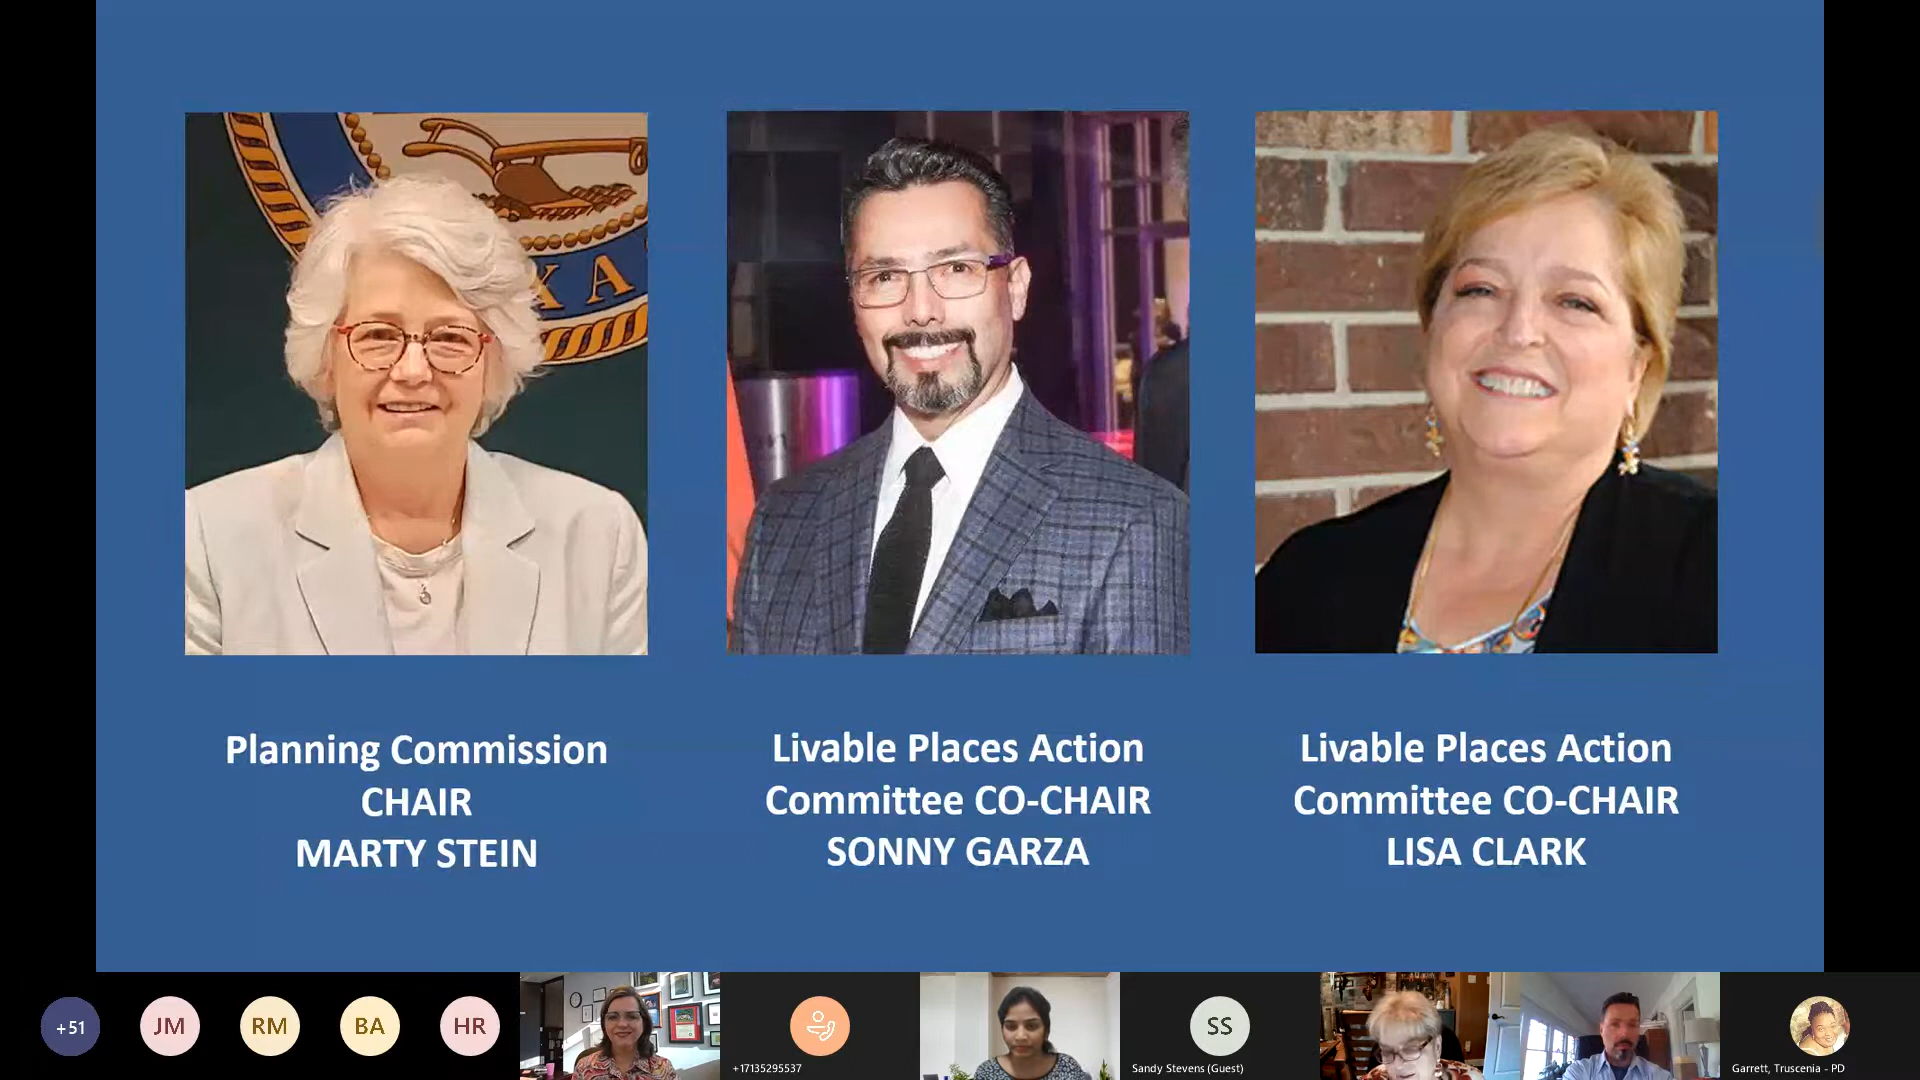 XA
Planning Commission
CHAIR
MARTY STEIN
Livable Places Action
Committee CO-CHAIR
SONNY GARZA
Livable Places Action
Committee CO-CHAIR
LISA CLARK
+51
JM
RM
BA
HR
+17135295537
SS
Sandy Stevens (Guest)
Garrett, Truscenia - PD